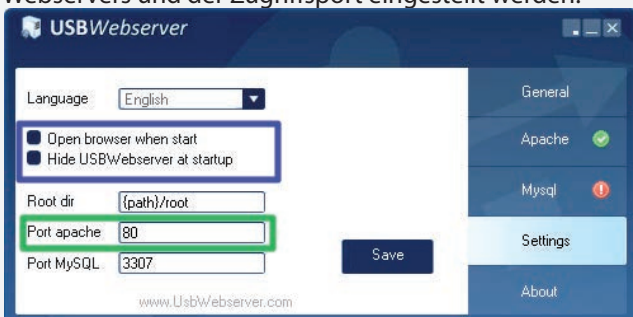 Webservers und der Zugriffsport eingestellt werden.
USBWebserver
Language English
General
Open browser when start
Hide USBWebserver at startup
Apache
Root dir {path}/root
Mysql
Port apache 80
Settings
Port MySQL 3307
Save
www.UsbWebserver.com
About